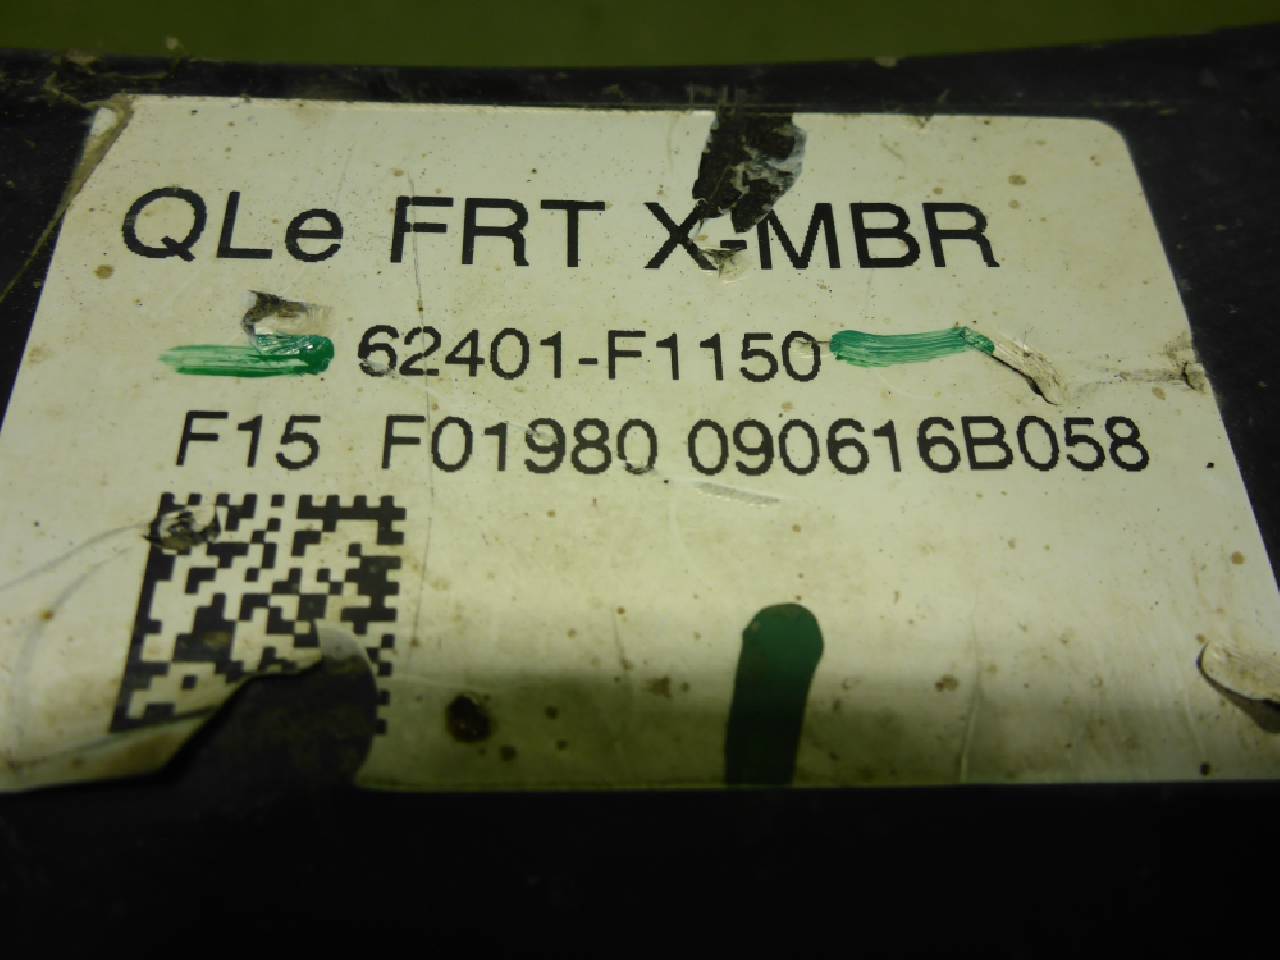 QLe FRT X-MBR
62401-F1150
F15 F01980 090616B058